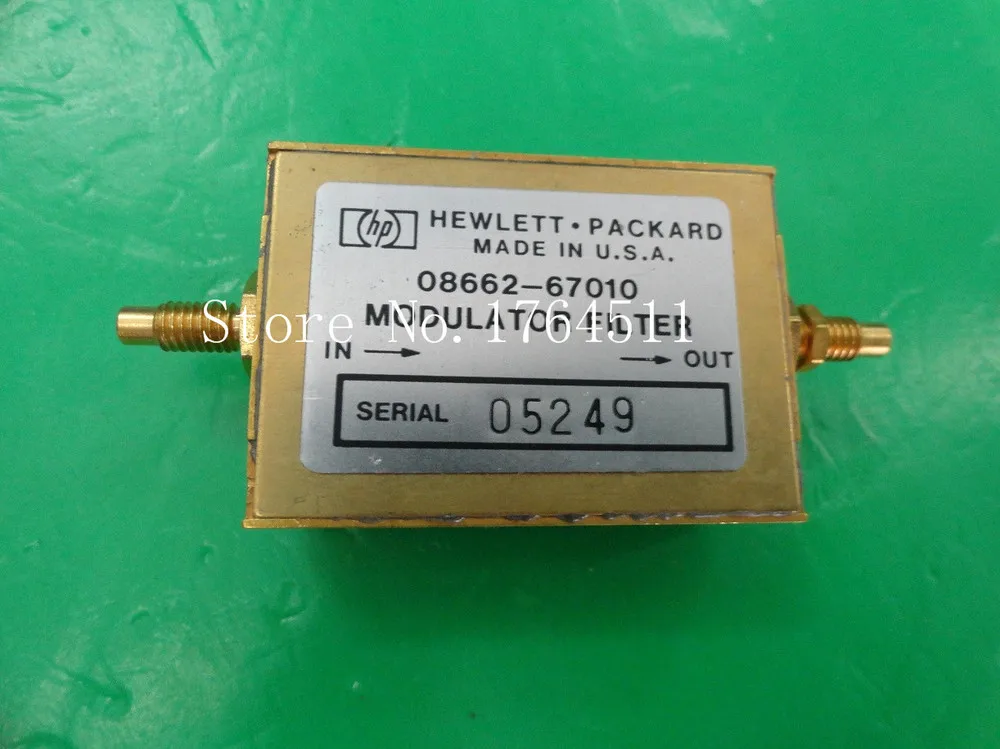 hp HEWLETT • PACKARD
MADE IN U.S.A.
08662-67010
MODULATOR FILTER
Store No.1764511
IN → → OUT
SERIAL 05249